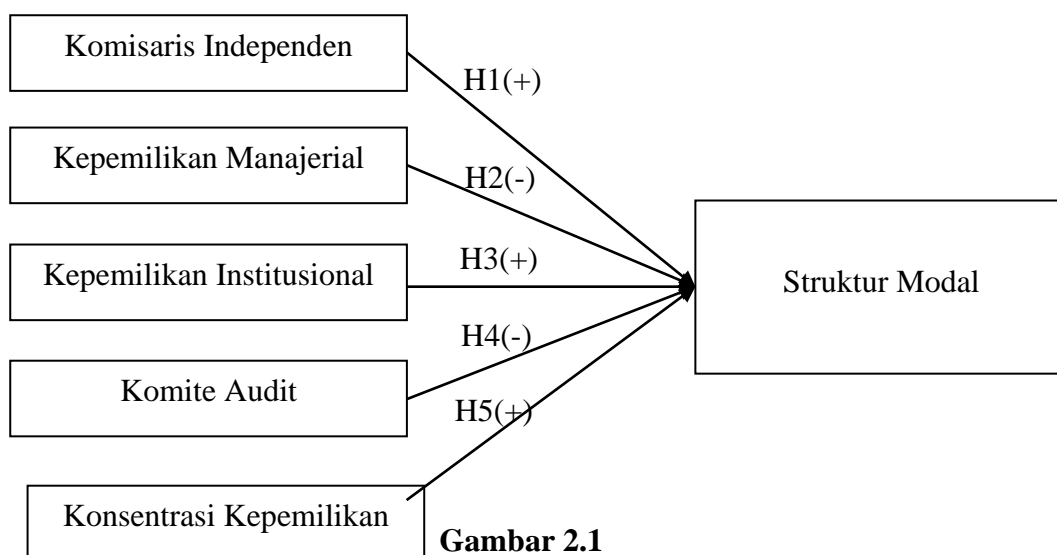 Komisaris Independen
H1(+)
Kepemilikan Manajerial
H2(-)
Kepemilikan Institusional
H3(+)
Struktur Modal
Komite Audit
H4(-)
H5(+)
Konsentrasi Kepemilikan
Gambar 2.1